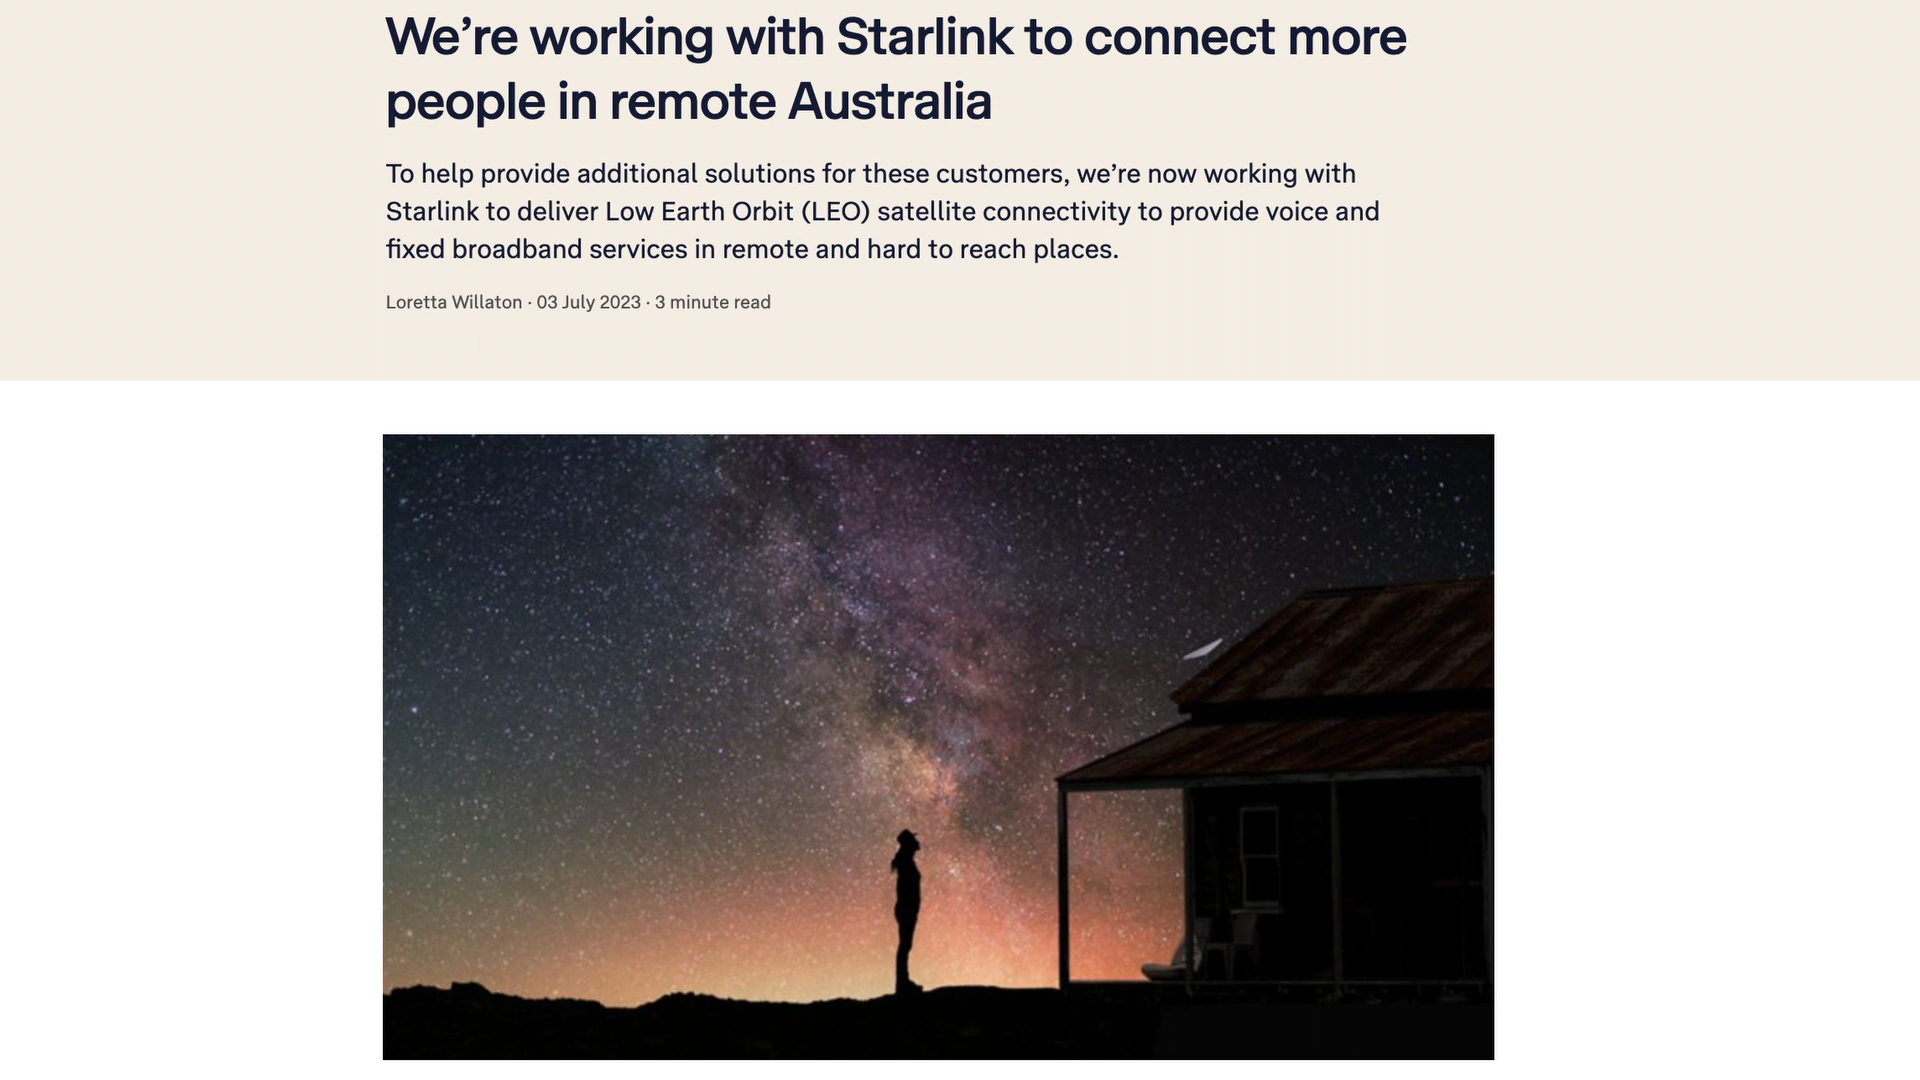 We’re working with Starlink to connect more
people in remote Australia
To help provide additional solutions for these customers, we’re now working with
Starlink to deliver Low Earth Orbit (LEO) satellite connectivity to provide voice and
fixed broadband services in remote and hard to reach places.
Loretta Willaton · 03 July 2023 · 3 minute read